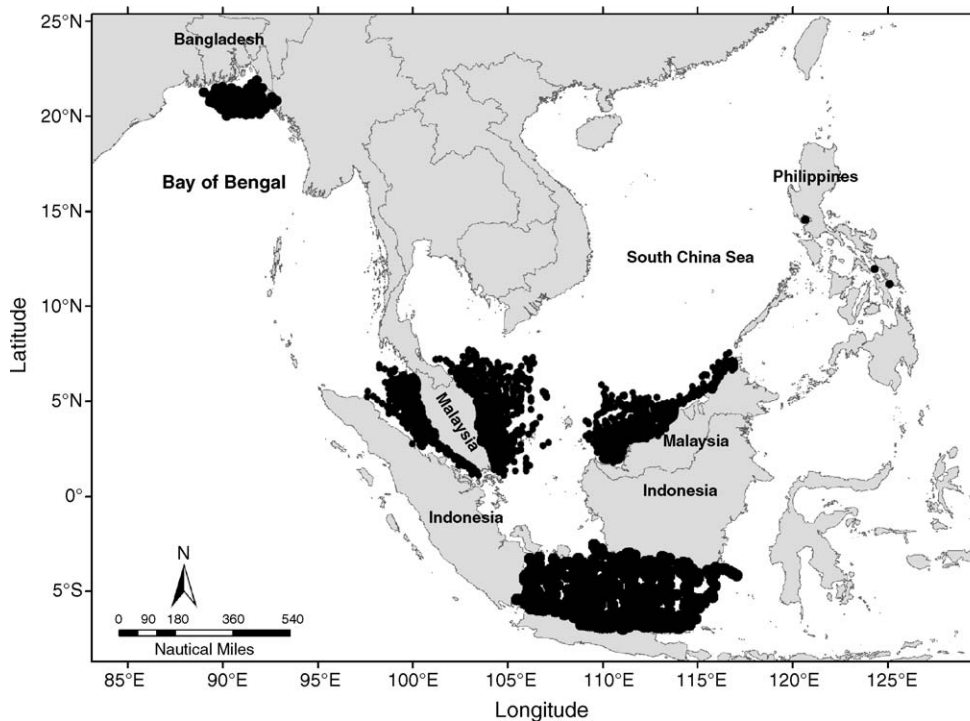 25°N
20°N
15°N
10°N
5°N
0°
5°S
Latitude
Bangladesh
Bay of Bengal
Philippines
South China Sea
Malaysia
Malaysia
Indonesia
Indonesia
N
0 90 180 360 540
Nautical Miles
85°E 90°E 95°E 100°E 105°E 110°E 115°E 120°E 125°E
Longitude